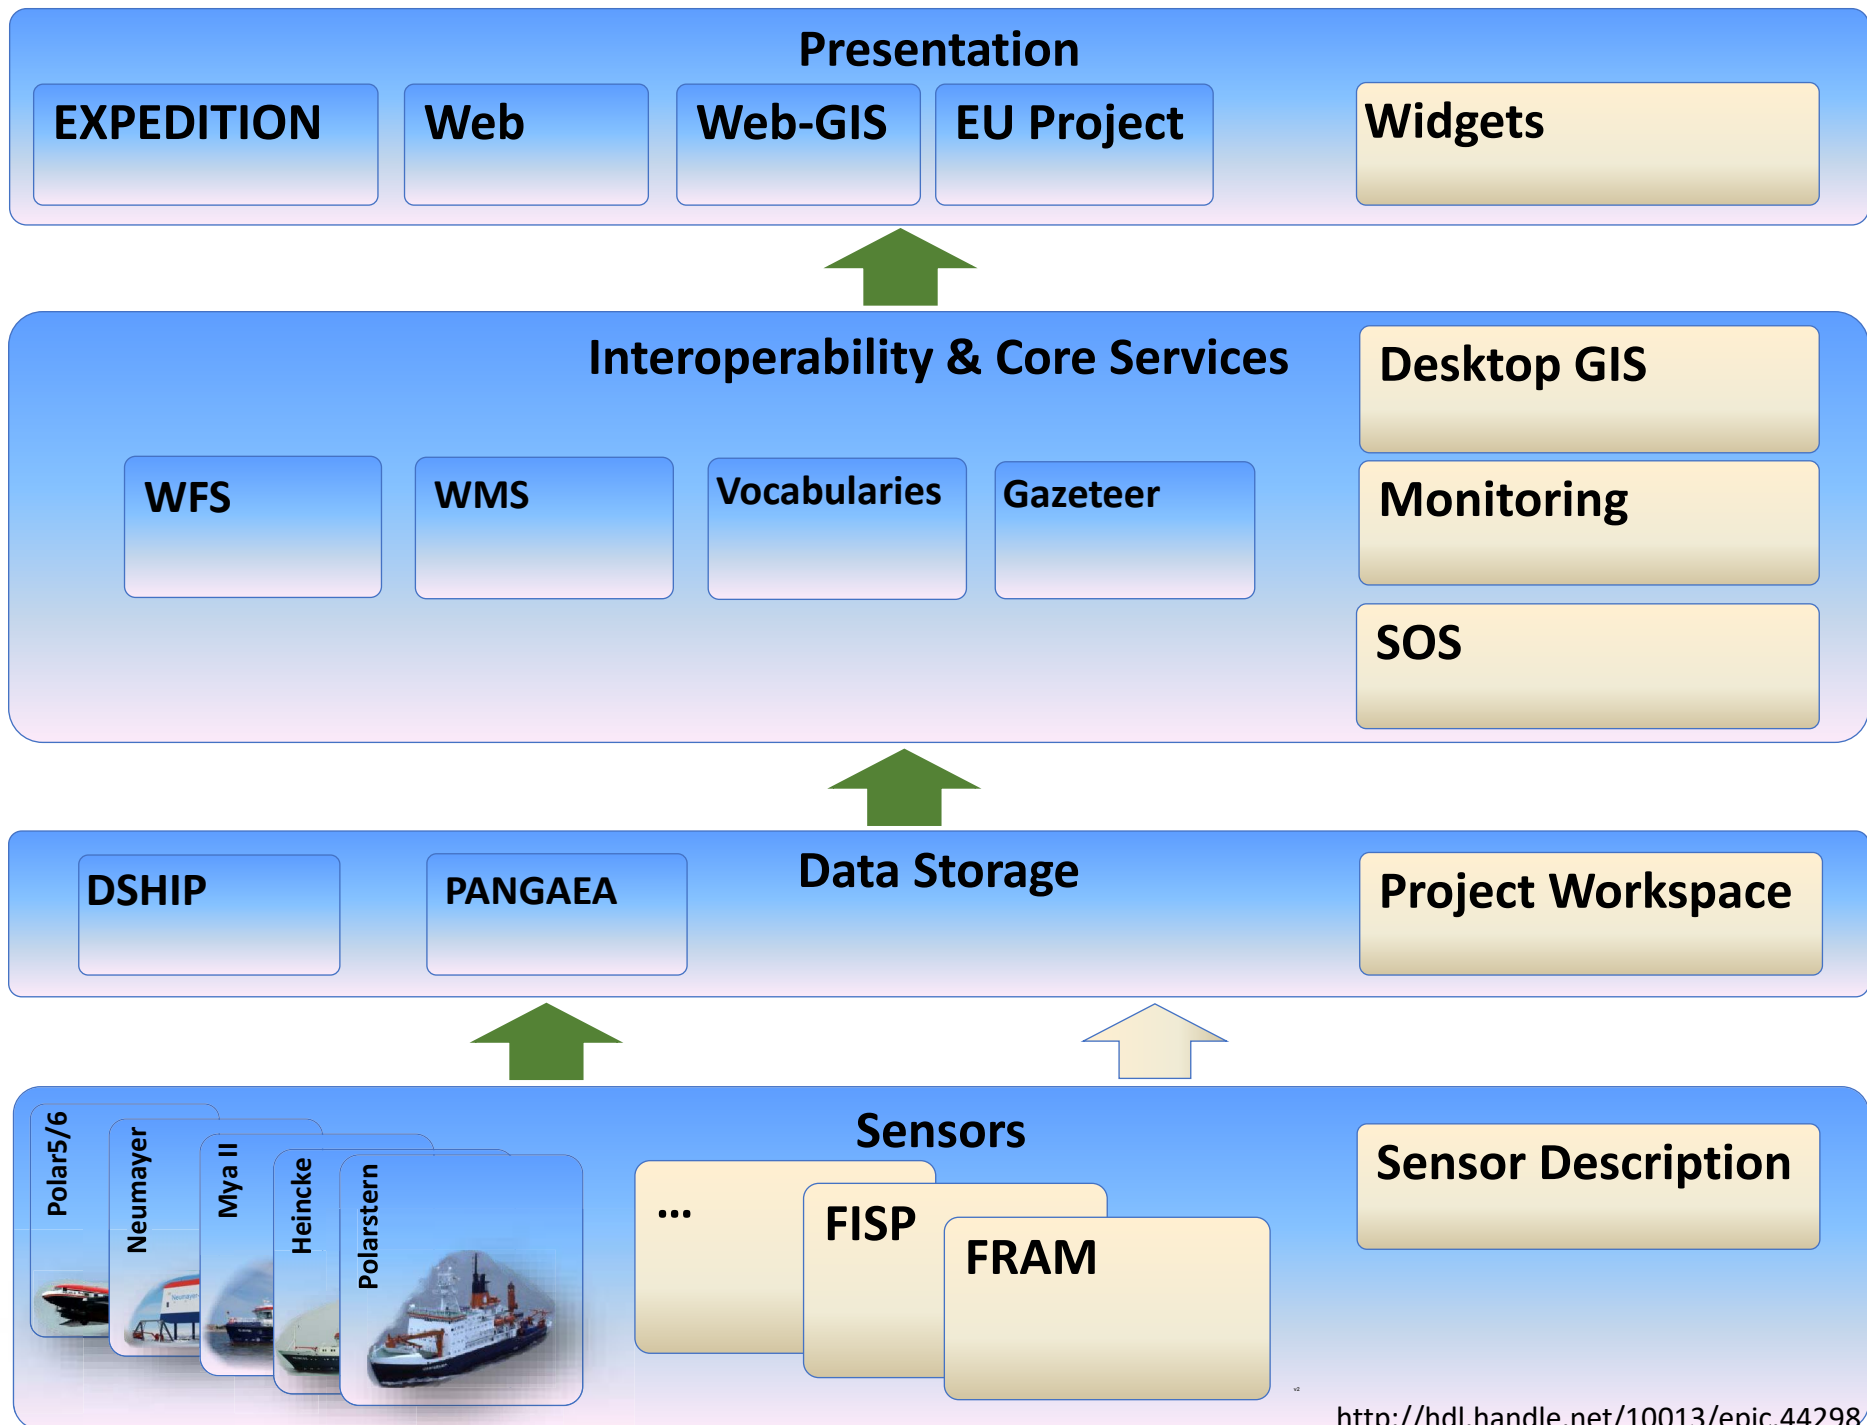 Presentation
EXPEDITION
Web
Web-GIS
EU Project
Widgets
Interoperability & Core Services
Desktop GIS
WFS
WMS
Vocabularies
Gazeteer
Monitoring
SOS
Data Storage
DSHIP
PANGAEA
Project Workspace
Sensors
Polar5/6
Neumayer
Mya II
Heincke
Polarstern
...
FISP
FRAM
Sensor Description
v2
http://hdl.handle.net/10013/epic.44298